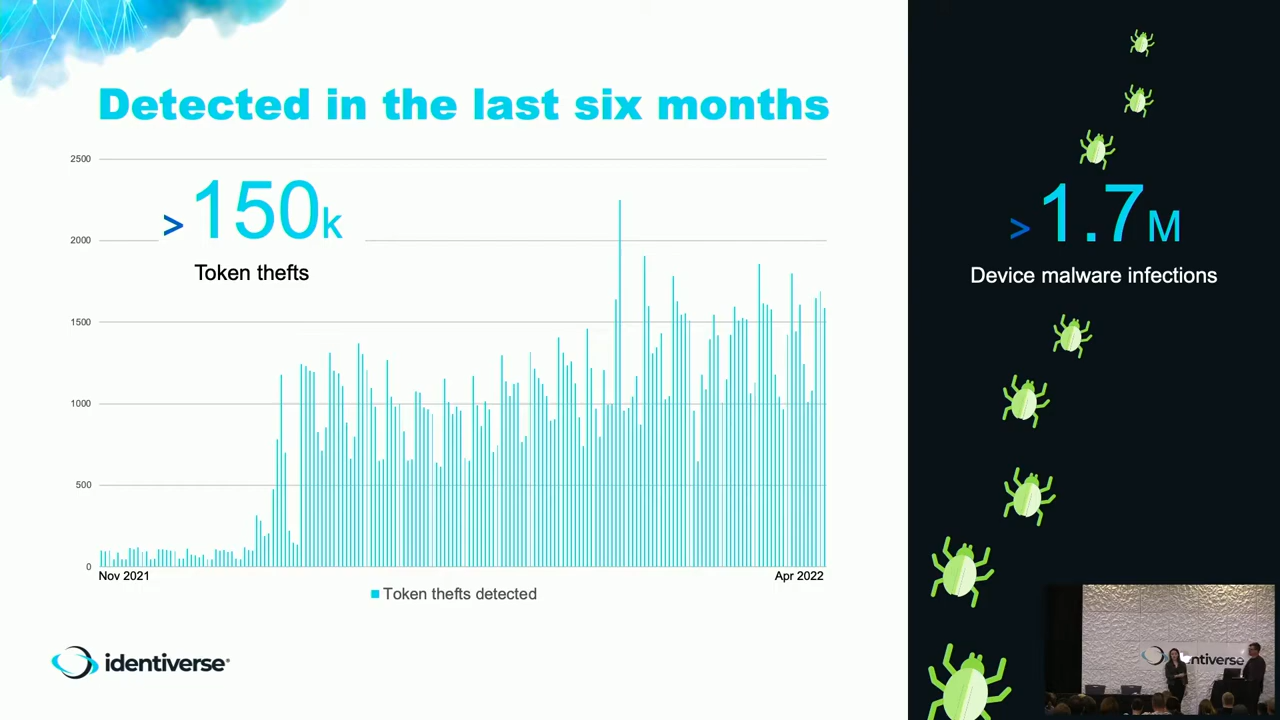 Detected in the last six months
2500
2000
1500
1000
500
0
>150k
Token thefts
Nov 2021
Apr 2022
Token thefts detected
identiverse®
>1.7M
Device malware infections